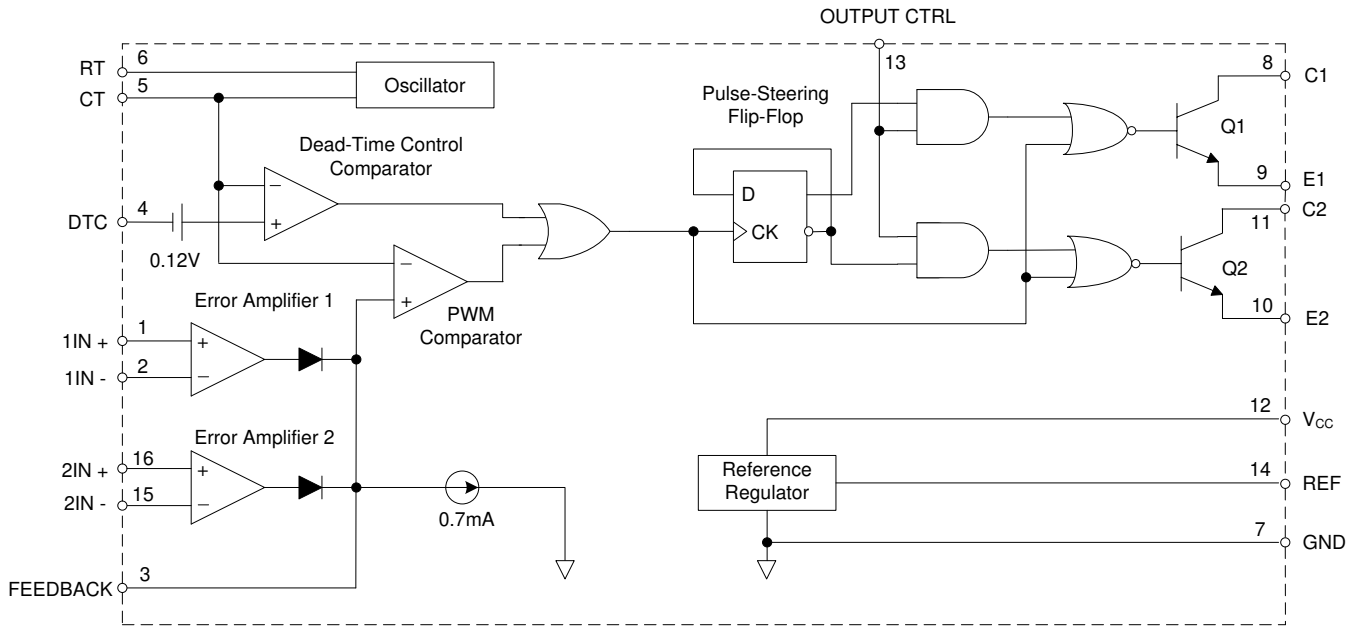 OUTPUT CTRL
13
RT
6
CT
5
Oscillator
8
C1
Pulse-Steering
Flip-Flop
Q1
Dead-Time Control
Comparator
D
CK
9
E1
DTC
4
−
+
0.12V
11
C2
Q2
−
+
PWM
Comparator
10
E2
Error Amplifier 1
1IN +
1
+
1IN -
2
−
Error Amplifier 2
2IN +
16
+
2IN -
15
−
0.7mA
12
VCC
Reference
Regulator
14
REF
7
GND
FEEDBACK
3